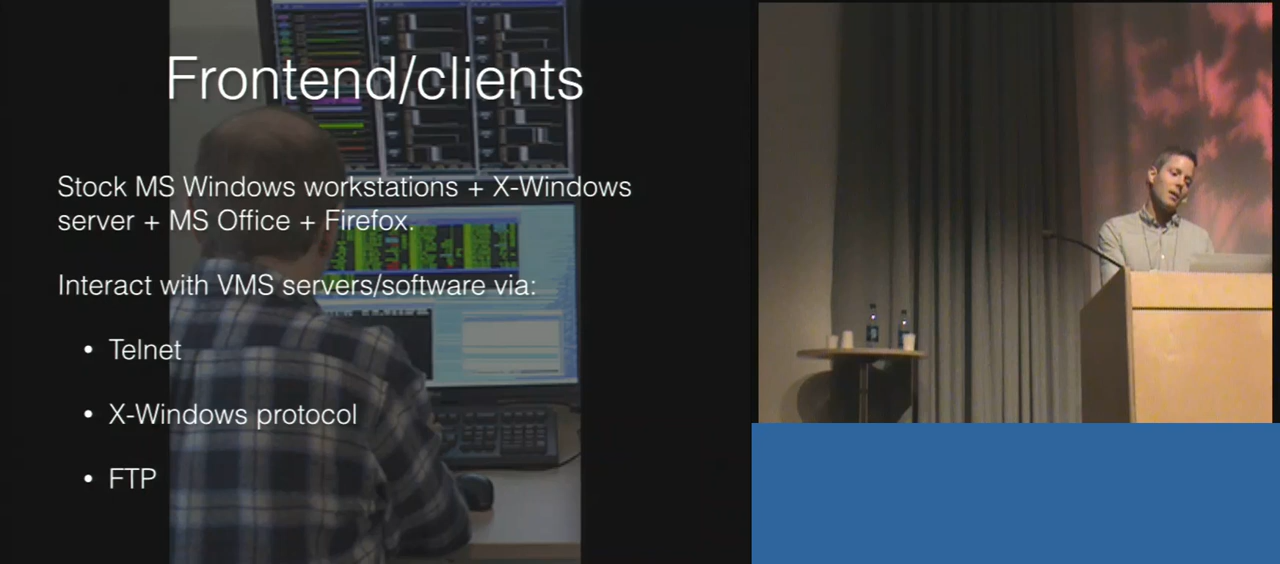 Frontend/clients
Stock MS Windows workstations + X-Windows
server + MS Office + Firefox.
Interact with VMS servers/software via:
• Telnet
• X-Windows protocol
• FTP